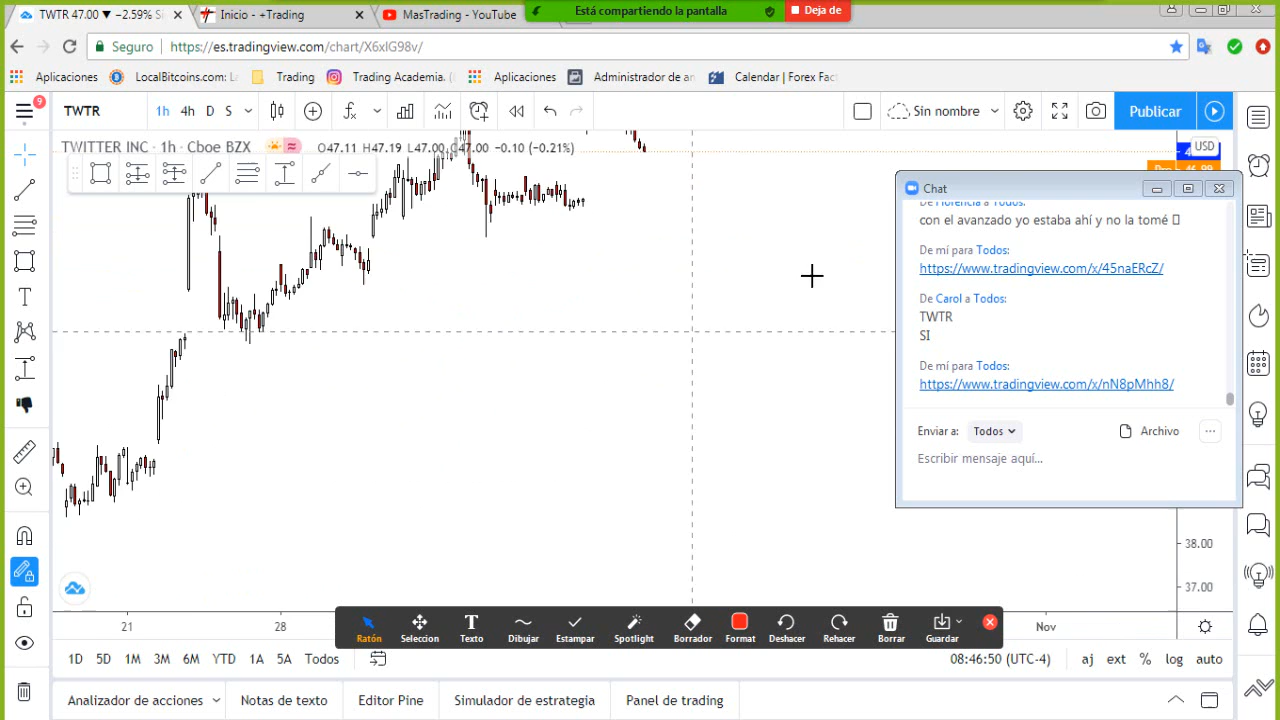 TWTR 47.00 ▼ −2.59% Si
Inicio - +Trading
MasTrading - YouTube
Está compartiendo la pantalla
Deja de
Seguro
https://es.tradingview.com/chart/X6xIG98v/
Aplicaciones
LocalBitcoins.com: L
Trading
Trading Academia. (
Aplicaciones
Administrador de an
Calendar | Forex Fact
9
TWTR
1h
4h
D
S
Sin nombre
Publicar
TWITTER INC · 1h · Cboe BZX
O47.11 H47.19 L47.00 C47.00 −0.10 (−0.21%)
USD
Chat
De Florencia a Todos:
con el avanzado yo estaba ahí y no la tomé
De mí para Todos:
https://www.tradingview.com/x/45naERcZ/
De Carol a Todos:
TWTR
SI
De mí para Todos:
https://www.tradingview.com/x/nN8pMhh8/
Enviar a:
Todos
Archivo
...
Escribir mensaje aquí...
38.00
37.00
21
28
Nov
Ratón
Seleccion
Texto
Dibujar
Estampar
Spotlight
Borrador
Format
Deshacer
Rehacer
Borrar
Guardar
1D
5D
1M
3M
6M
YTD
1A
5A
Todos
08:46:50 (UTC-4)
aj
ext
%
log
auto
Analizador de acciones
Notas de texto
Editor Pine
Simulador de estrategia
Panel de trading